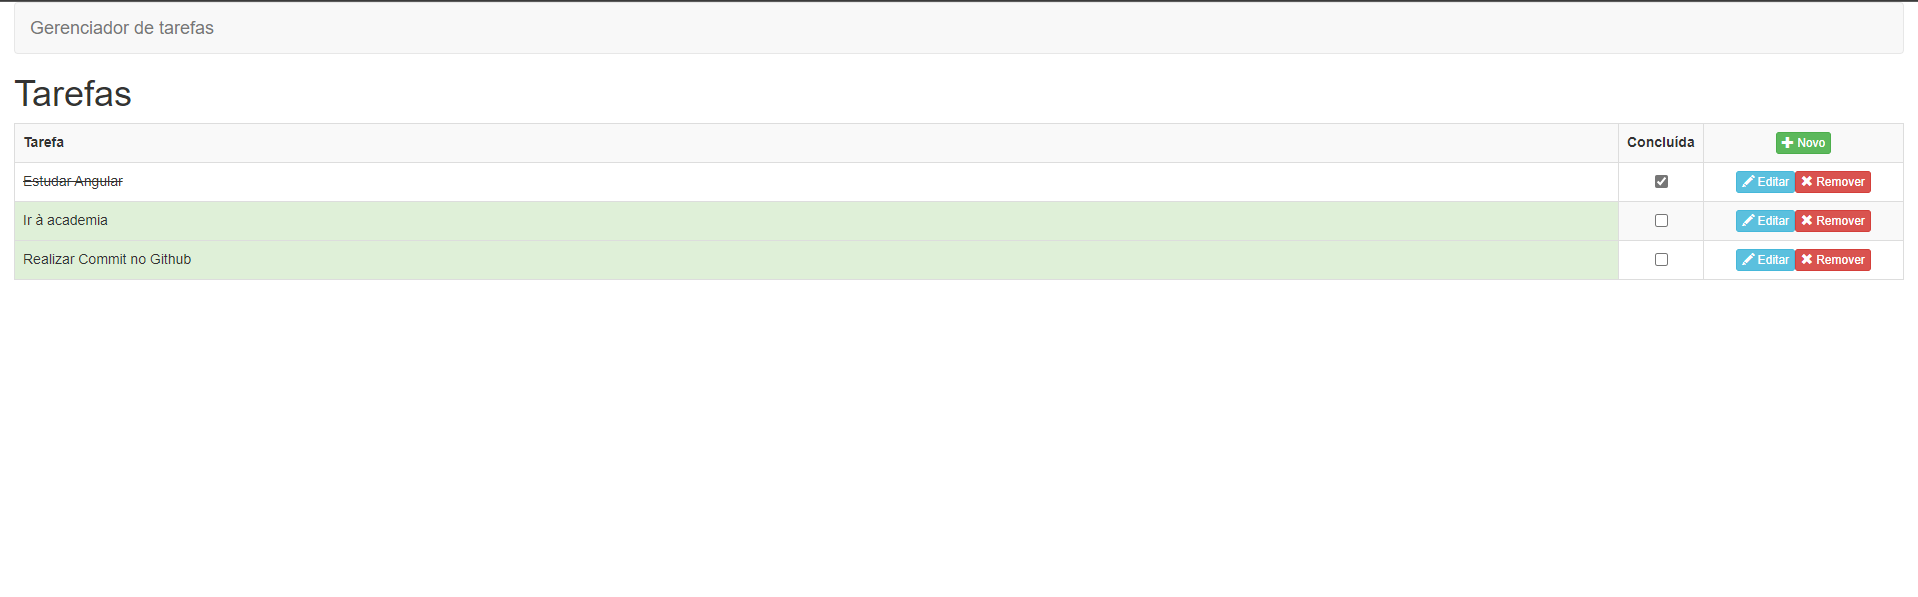 Gerenciador de tarefas
Tarefas
Tarefa Concluída Novo
Estudar Angular Editar Remover
Ir à academia Editar Remover
Realizar Commit no Github Editar Remover